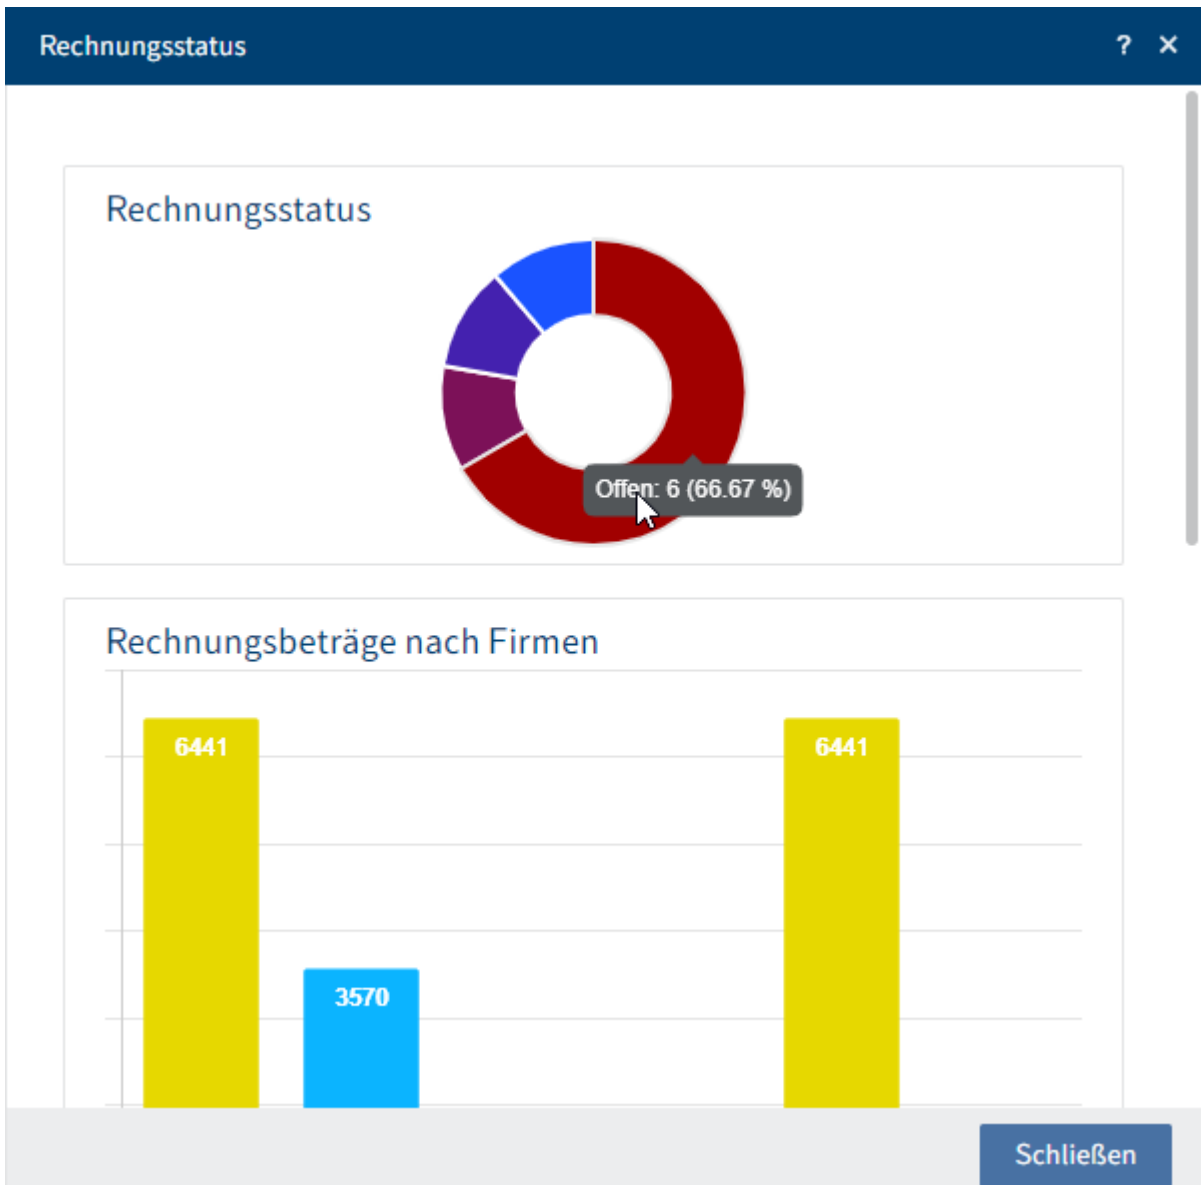 Rechnungsstatus ? ×
Rechnungsstatus
Offen: 6 (66.67 %)
Rechnungsbeträge nach Firmen
6441 6441
3570
Schließen